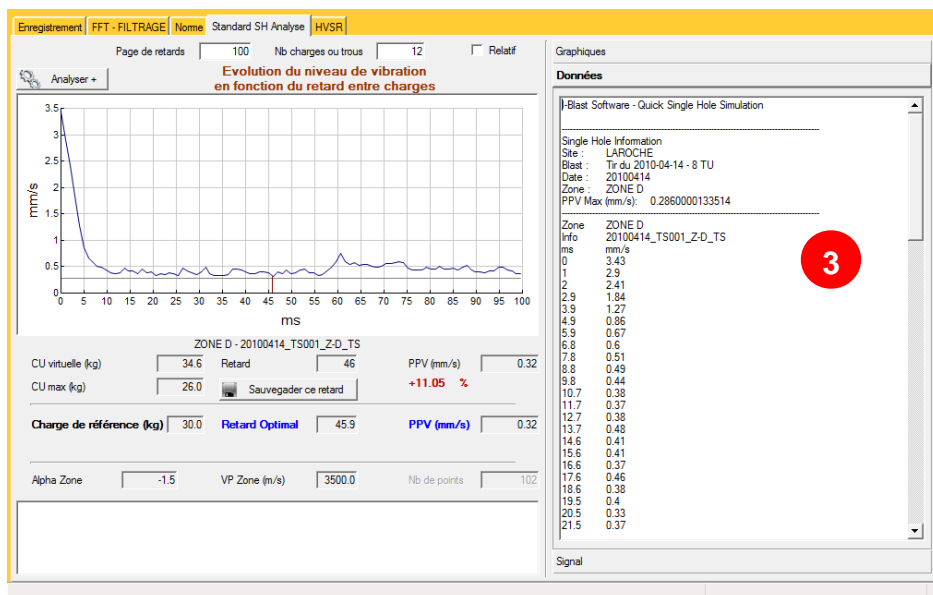 Enregistrement FFT - FILTRAGE Norme Standard SH Analyse HVSR
Page de retards 100 Nb charges ou trous 12 Relatif
Analyser +
Evolution du niveau de vibration
en fonction du retard entre charges
3.5
3
2.5
2
1.5
1
0.5
0
mm/s
0 5 10 15 20 25 30 35 40 45 50 55 60 65 70 75 80 85 90 95 100
ms
ZONE D - 20100414_TS001_Z-D_TS
CU virtuelle (kg) 34.6 Retard 46 PPV (mm/s) 0.32
CU max (kg) 26.0 Sauvegader ce retard +11.05 %
Charge de référence (kg) 30.0 Retard Optimal 45.9 PPV (mm/s) 0.32
Alpha Zone -1.5 VP Zone (m/s) 3500.0 Nb de points 102
Graphiques
Données
I-Blast Software - Quick Single Hole Simulation
Single Hole Information
Site : LAROCHE
Blast : Tir du 2010-04-14 - 8 TU
Date : 20100414
Zone : ZONE D
PPV Max (mm/s): 0.2860000133514
Zone ZONE D
Info 20100414_TS001_Z-D_TS
ms mm/s
0 3.43
1 2.9
2 2.41
2.9 1.84
3.9 1.27
4.9 0.86
5.9 0.67
6.8 0.6
7.8 0.51
8.8 0.49
9.8 0.44
10.7 0.38
11.7 0.37
12.7 0.38
13.7 0.48
14.6 0.41
15.6 0.41
16.6 0.37
17.6 0.46
18.6 0.38
19.5 0.4
20.5 0.33
21.5 0.37
3
Signal